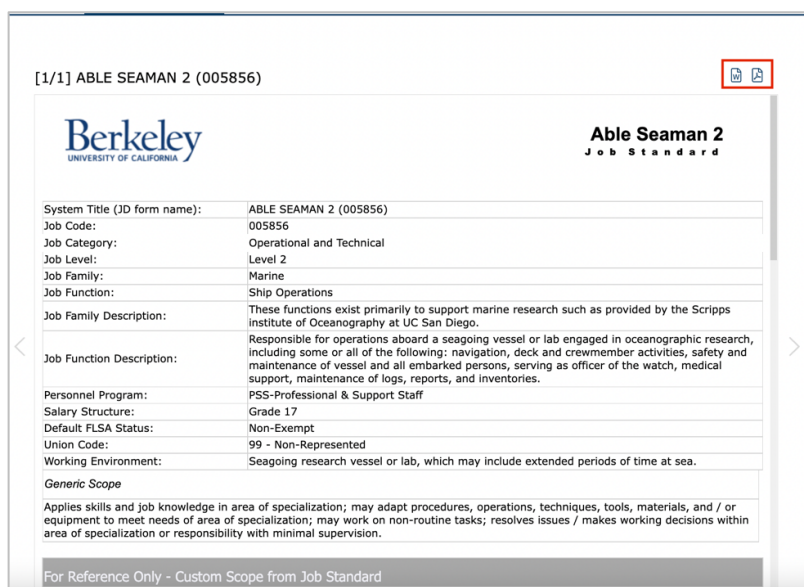 [1/1] ABLE SEAMAN 2 (005856)
W
Berkeley
UNIVERSITY OF CALIFORNIA
Able Seaman 2
Job Standard
System Title (JD form name): ABLE SEAMAN 2 (005856)
Job Code: 005856
Job Category: Operational and Technical
Job Level: Level 2
Job Family: Marine
Job Function: Ship Operations
Job Family Description: These functions exist primarily to support marine research such as provided by the Scripps
institute of Oceanography at UC San Diego.
Job Function Description: Responsible for operations aboard a seagoing vessel or lab engaged in oceanographic research,
including some or all of the following: navigation, deck and crewmember activities, safety and
maintenance of vessel and all embarked persons, serving as officer of the watch, medical
support, maintenance of logs, reports, and inventories.
Personnel Program: PSS-Professional & Support Staff
Salary Structure: Grade 17
Default FLSA Status: Non-Exempt
Union Code: 99 - Non-Represented
Working Environment: Seagoing research vessel or lab, which may include extended periods of time at sea.
Generic Scope
Applies skills and job knowledge in area of specialization; may adapt procedures, operations, techniques, tools, materials, and / or
equipment to meet needs of area of specialization; may work on non-routine tasks; resolves issues / makes working decisions within
area of specialization or responsibility with minimal supervision.
For Reference Only - Custom Scope from Job Standard